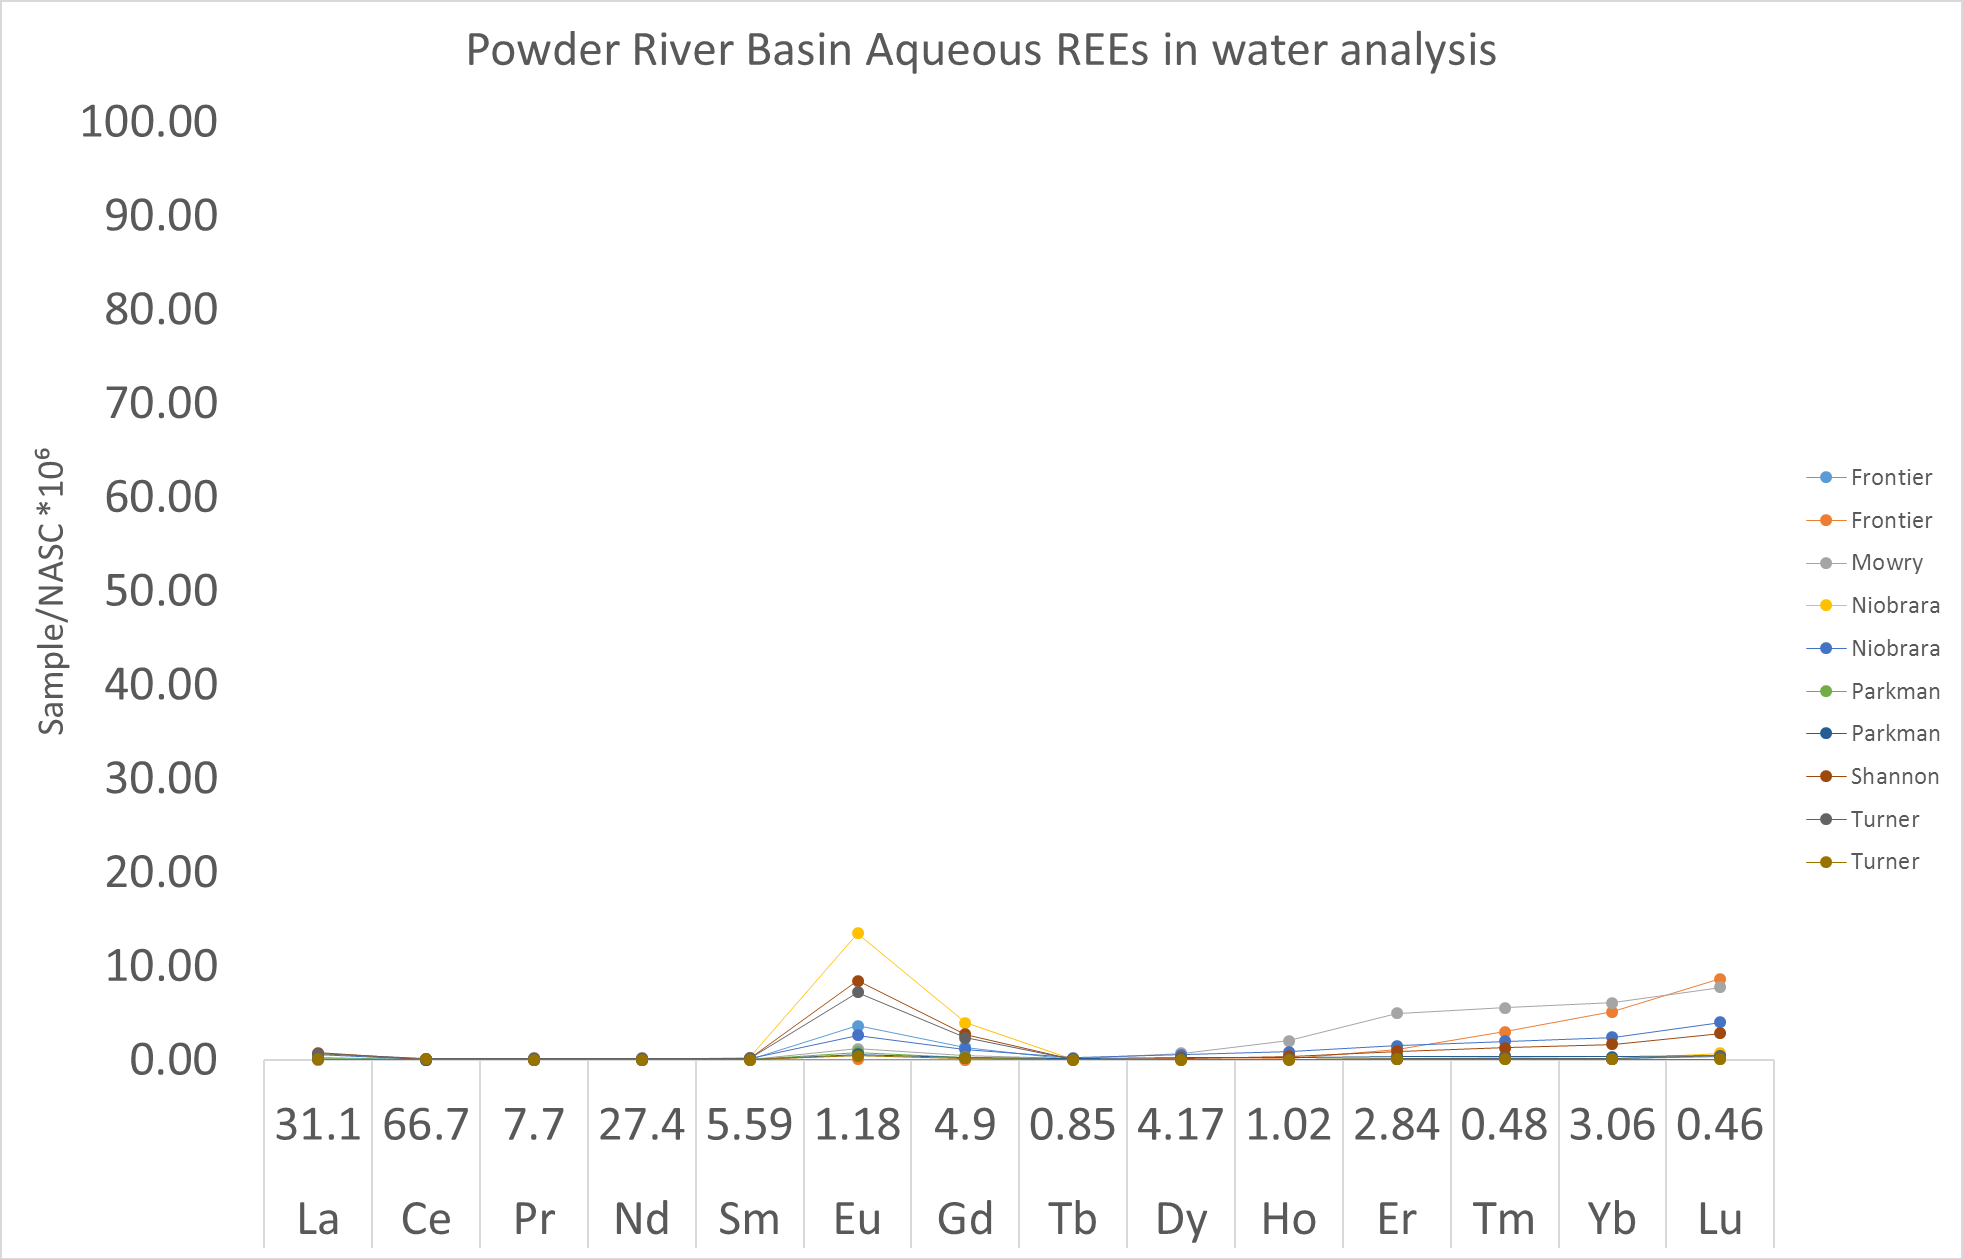 Powder River Basin Aqueous REEs in water analysis
100.00
90.00
80.00
70.00
60.00
50.00
40.00
30.00
20.00
10.00
0.00
Sample/NASC *10⁶
31.1 66.7 7.7 27.4 5.59 1.18 4.9 0.85 4.17 1.02 2.84 0.48 3.06 0.46
La Ce Pr Nd Sm Eu Gd Tb Dy Ho Er Tm Yb Lu
Frontier
Frontier
Mowry
Niobrara
Niobrara
Parkman
Parkman
Shannon
Turner
Turner